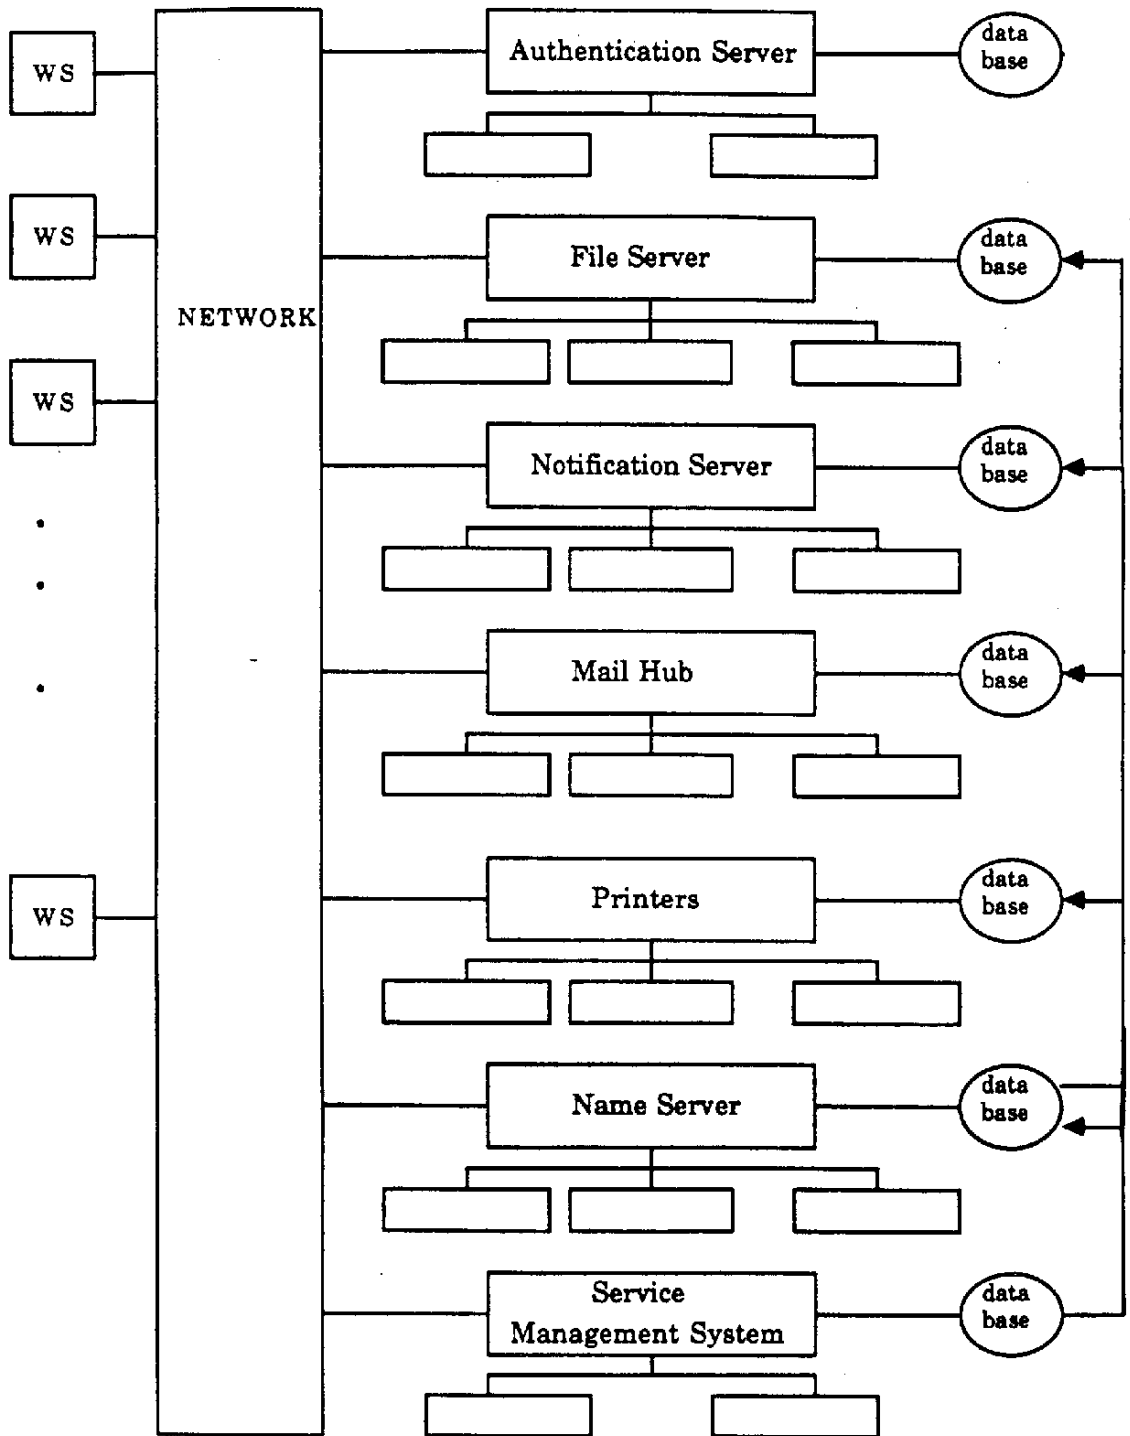 WS
WS
WS
WS
NETWORK
Authentication Server
data
base
File Server
data
base
Notification Server
data
base
Mail Hub
data
base
Printers
data
base
Name Server
data
base
Service
Management System
data
base